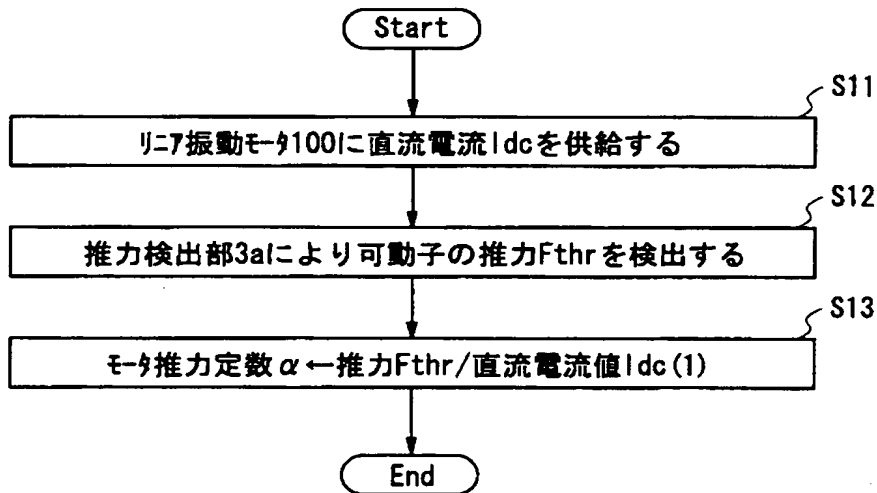 Start
S11
リニア振動モータ100に直流電流Idcを供給する
S12
推力検出部3aにより可動子の推力Fthrを検出する
S13
モータ推力定数α←推力Fthr/直流電流値Idc(1)
End